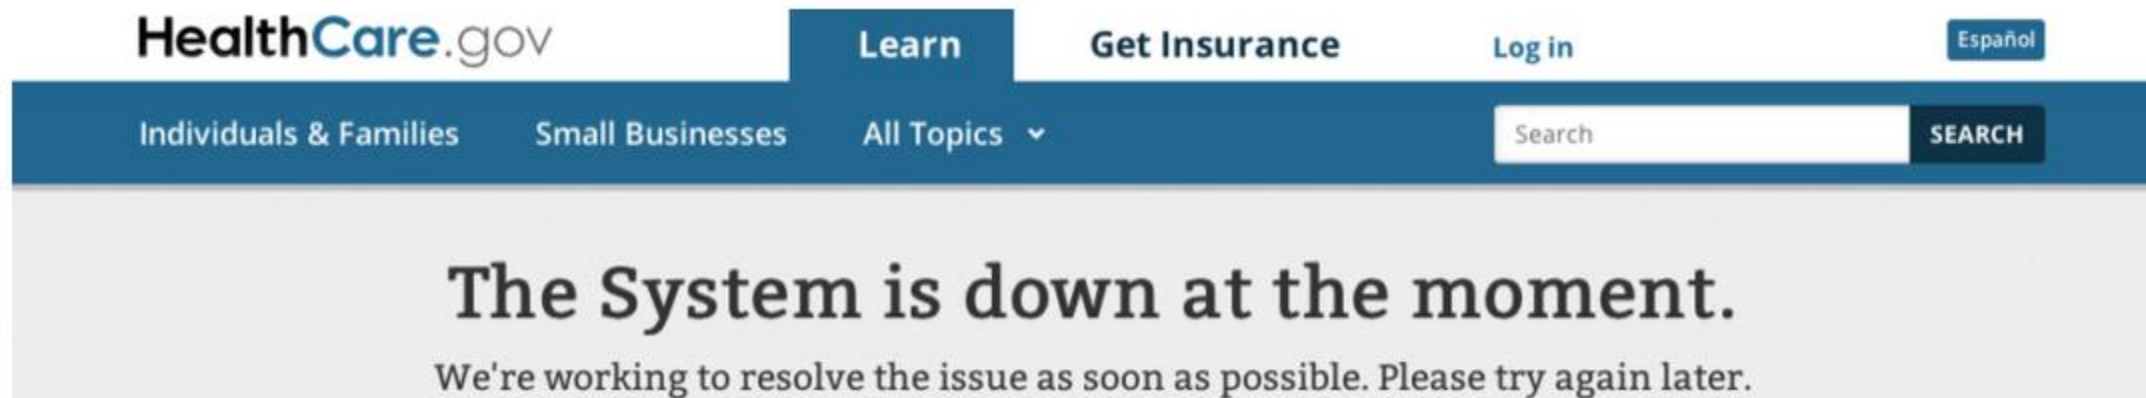 HealthCare.gov Learn Get Insurance Log in Español
Individuals & Families Small Businesses All Topics Search SEARCH
The System is down at the moment.
We're working to resolve the issue as soon as possible. Please try again later.